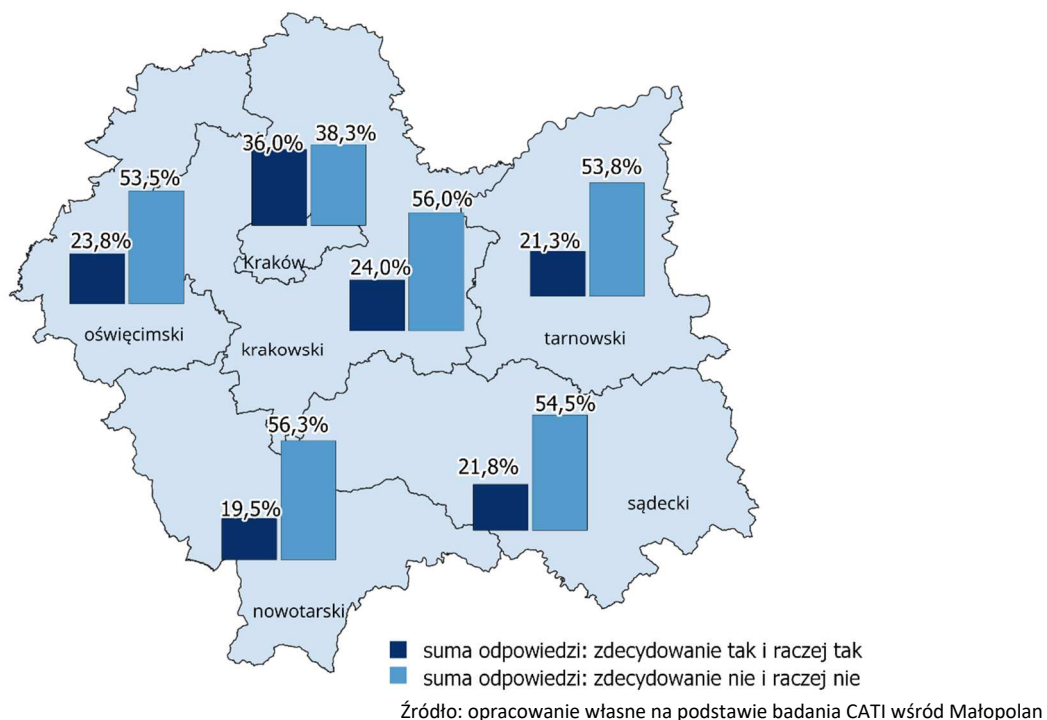 36,0%
38,3%
53,5%
53,8%
56,0%
23,8%
21,3%
24,0%
Kraków
oświęcimski
krakowski
tarnowski
54,5%
56,3%
21,8%
19,5%
sądecki
nowotarski
suma odpowiedzi: zdecydowanie tak i raczej tak
suma odpowiedzi: zdecydowanie nie i raczej nie
Źródło: opracowanie własne na podstawie badania CATI wśród Małopolan